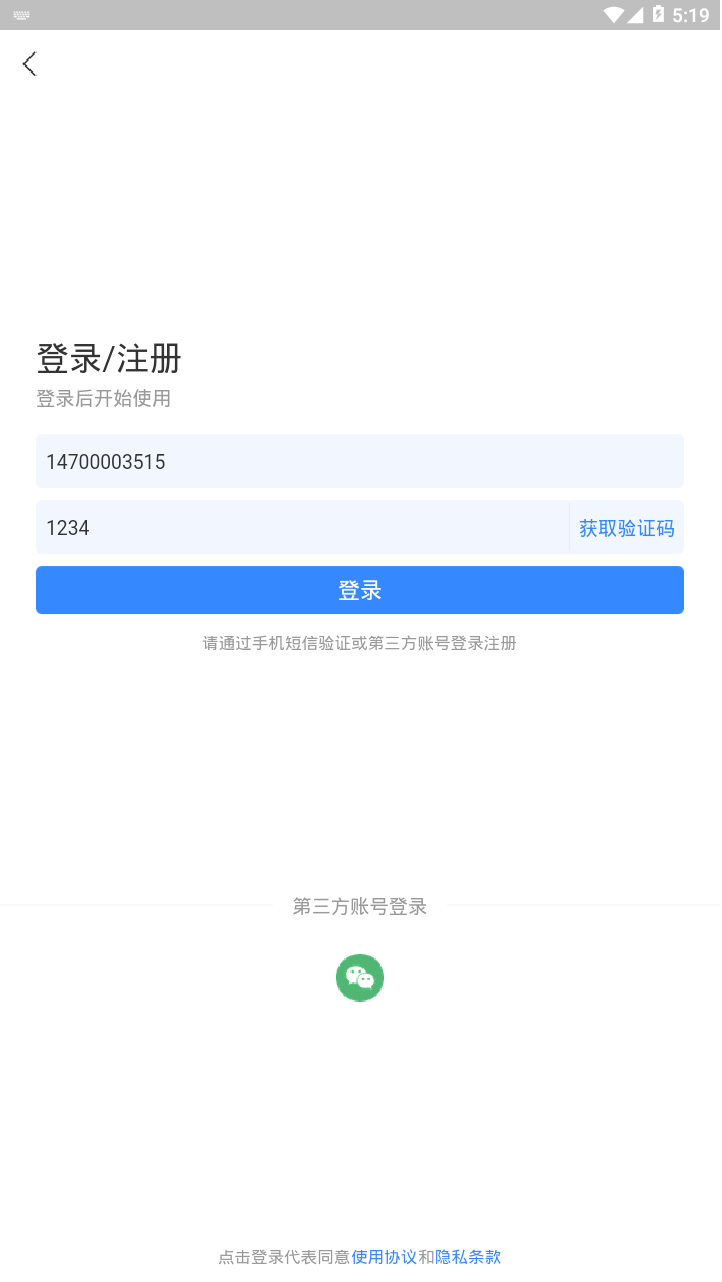 5:19
登录/注册
登录后开始使用
14700003515
1234 获取验证码
登录
请通过手机短信验证或第三方账号登录注册
第三方账号登录
点击登录代表同意使用协议和隐私条款